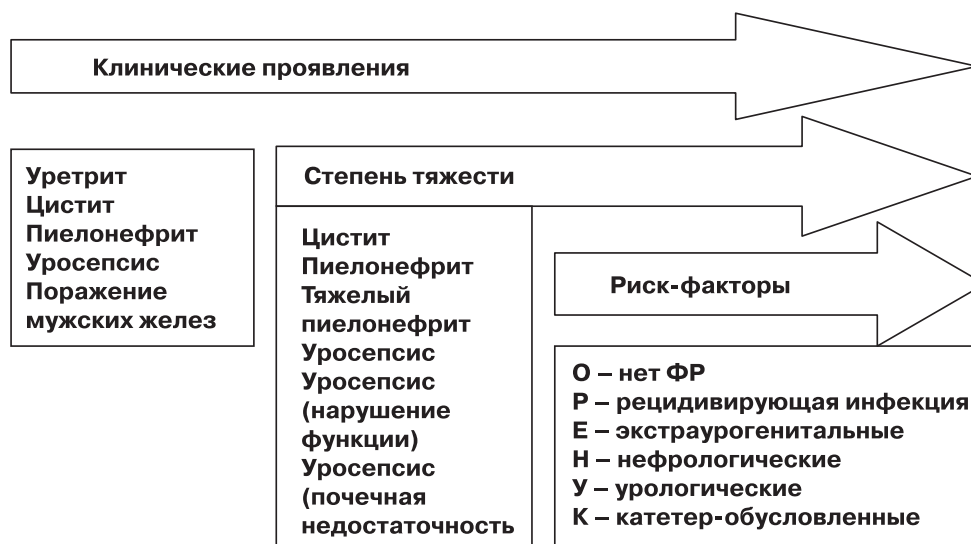 Клинические проявления
Уретрит
Цистит
Пиелонефрит
Уросепсис
Поражение
мужских желез
Степень тяжести
Цистит
Пиелонефрит
Тяжелый
пиелонефрит
Уросепсис
Уросепсис
(нарушение
функции)
Уросепсис
(почечная
недостаточность
Риск-факторы
О – нет ФР
Р – рецидивирующая инфекция
Е – экстраурогенитальные
Н – нефрологические
У – урологические
К – катетер-обусловленные